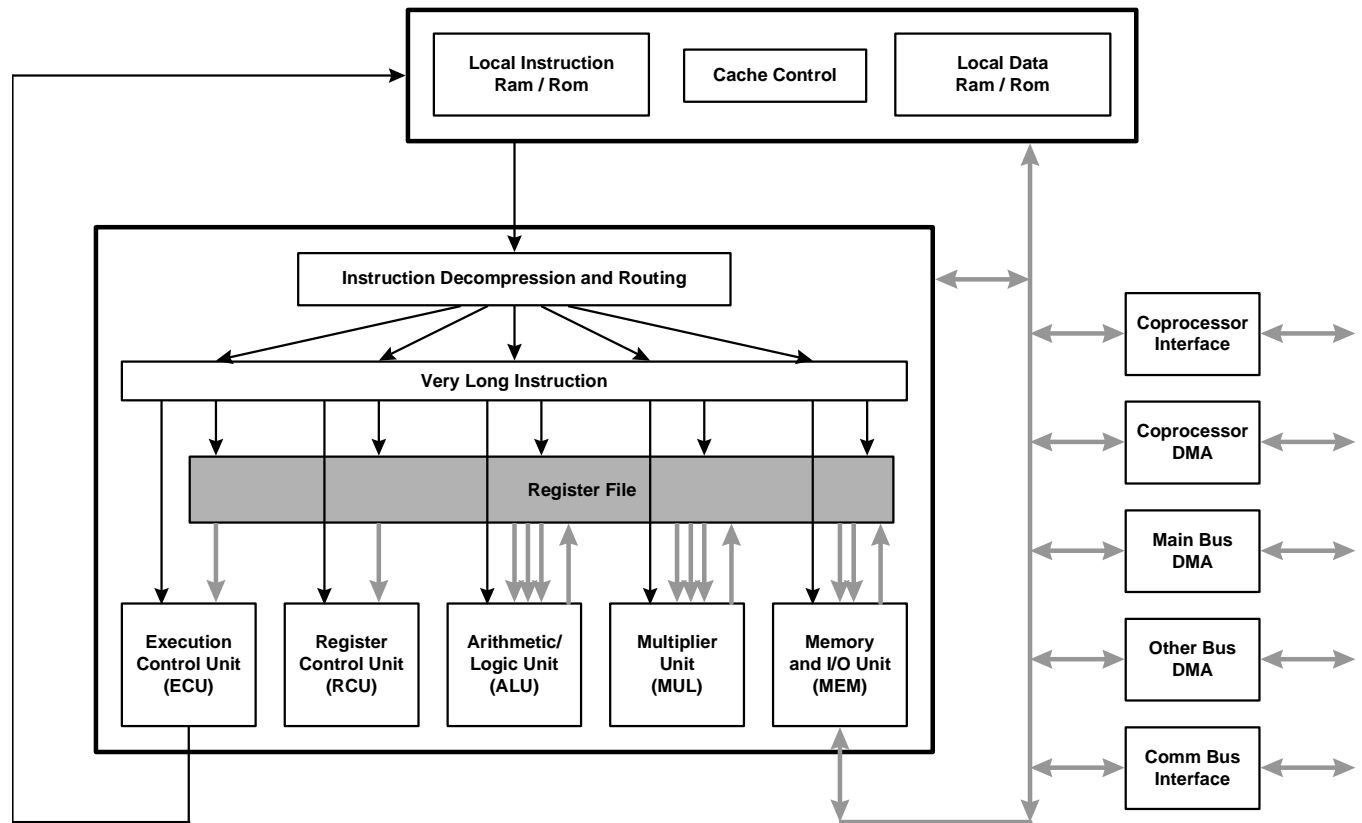 Local Instruction
Ram / Rom
Cache Control
Local Data
Ram / Rom
Instruction Decompression and Routing
Very Long Instruction
Register File
Execution
Control Unit
(ECU)
Register
Control Unit
(RCU)
Arithmetic/
Logic Unit
(ALU)
Multiplier
Unit
(MUL)
Memory
and I/O Unit
(MEM)
Coprocessor
Interface
Coprocessor
DMA
Main Bus
DMA
Other Bus
DMA
Comm Bus
Interface